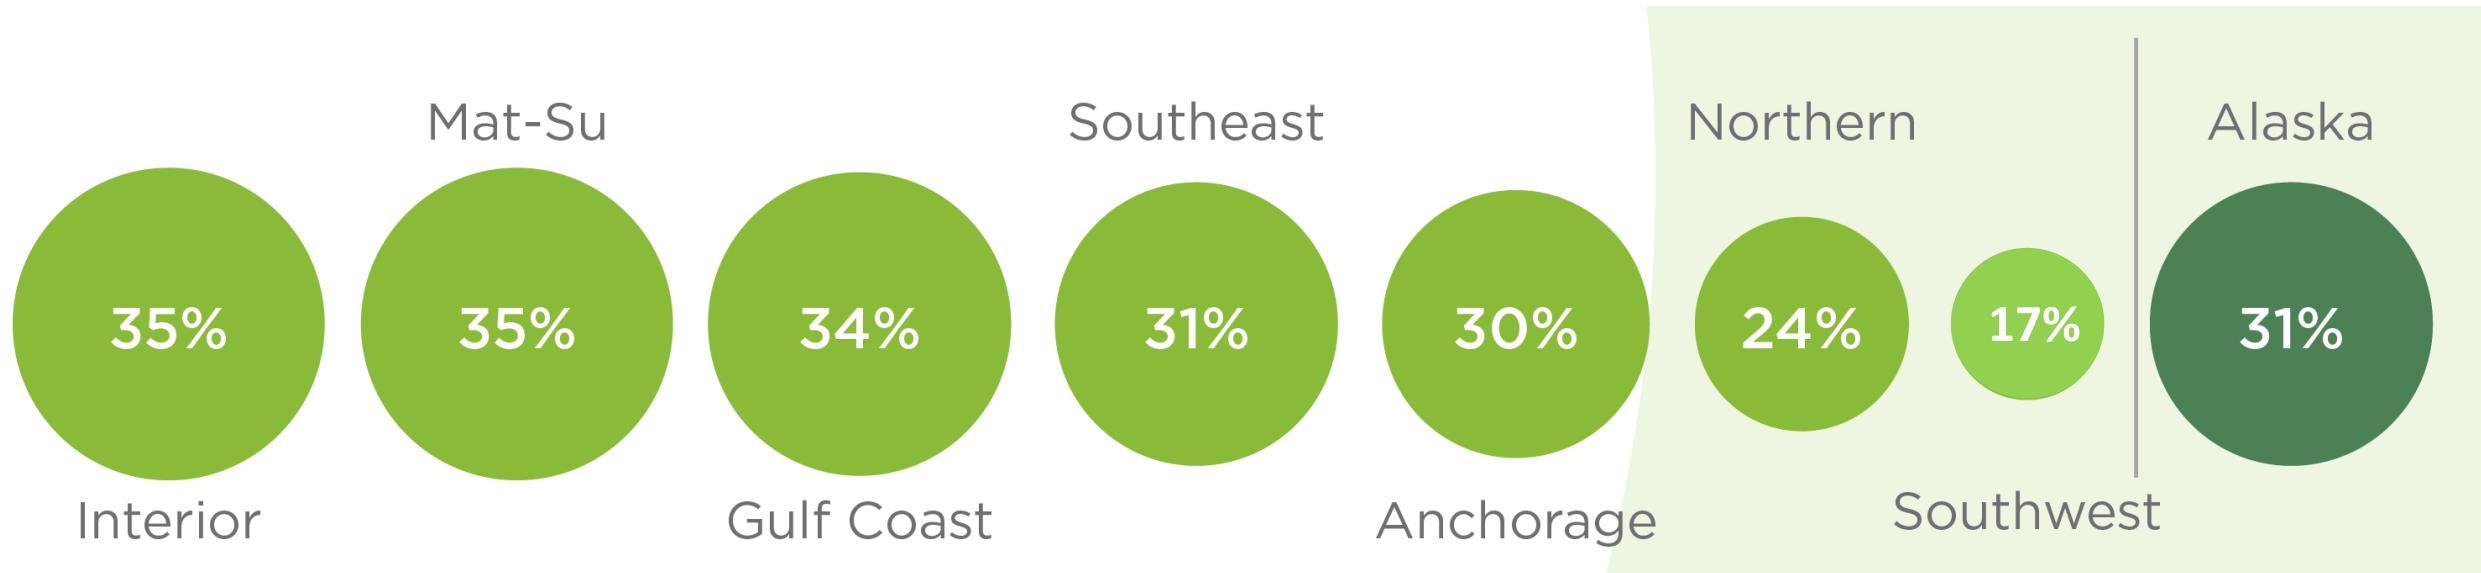 Mat-Su
Southeast
Northern
Alaska
35%
35%
34%
31%
30%
24%
17%
31%
Interior
Gulf Coast
Anchorage
Southwest